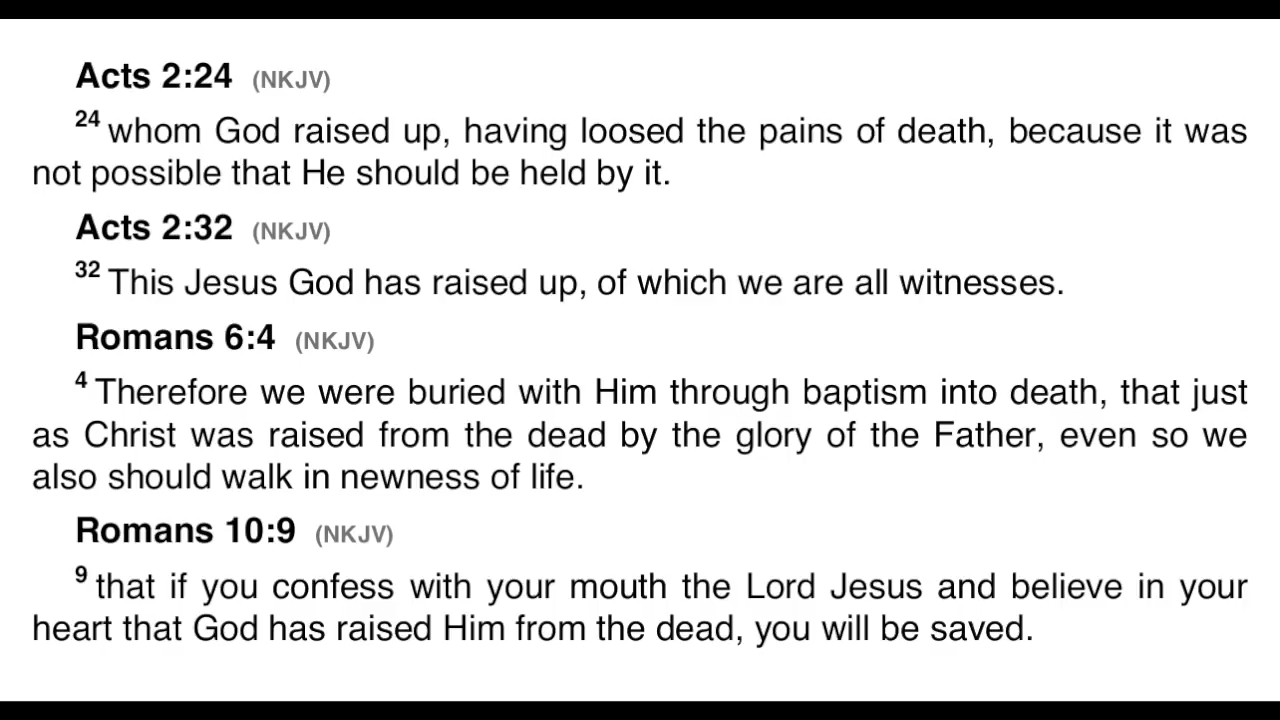 Acts 2:24 (NKJV)
24 whom God raised up, having loosed the pains of death, because it was
not possible that He should be held by it.
Acts 2:32 (NKJV)
32 This Jesus God has raised up, of which we are all witnesses.
Romans 6:4 (NKJV)
4 Therefore we were buried with Him through baptism into death, that just
as Christ was raised from the dead by the glory of the Father, even so we
also should walk in newness of life.
Romans 10:9 (NKJV)
9 that if you confess with your mouth the Lord Jesus and believe in your
heart that God has raised Him from the dead, you will be saved.